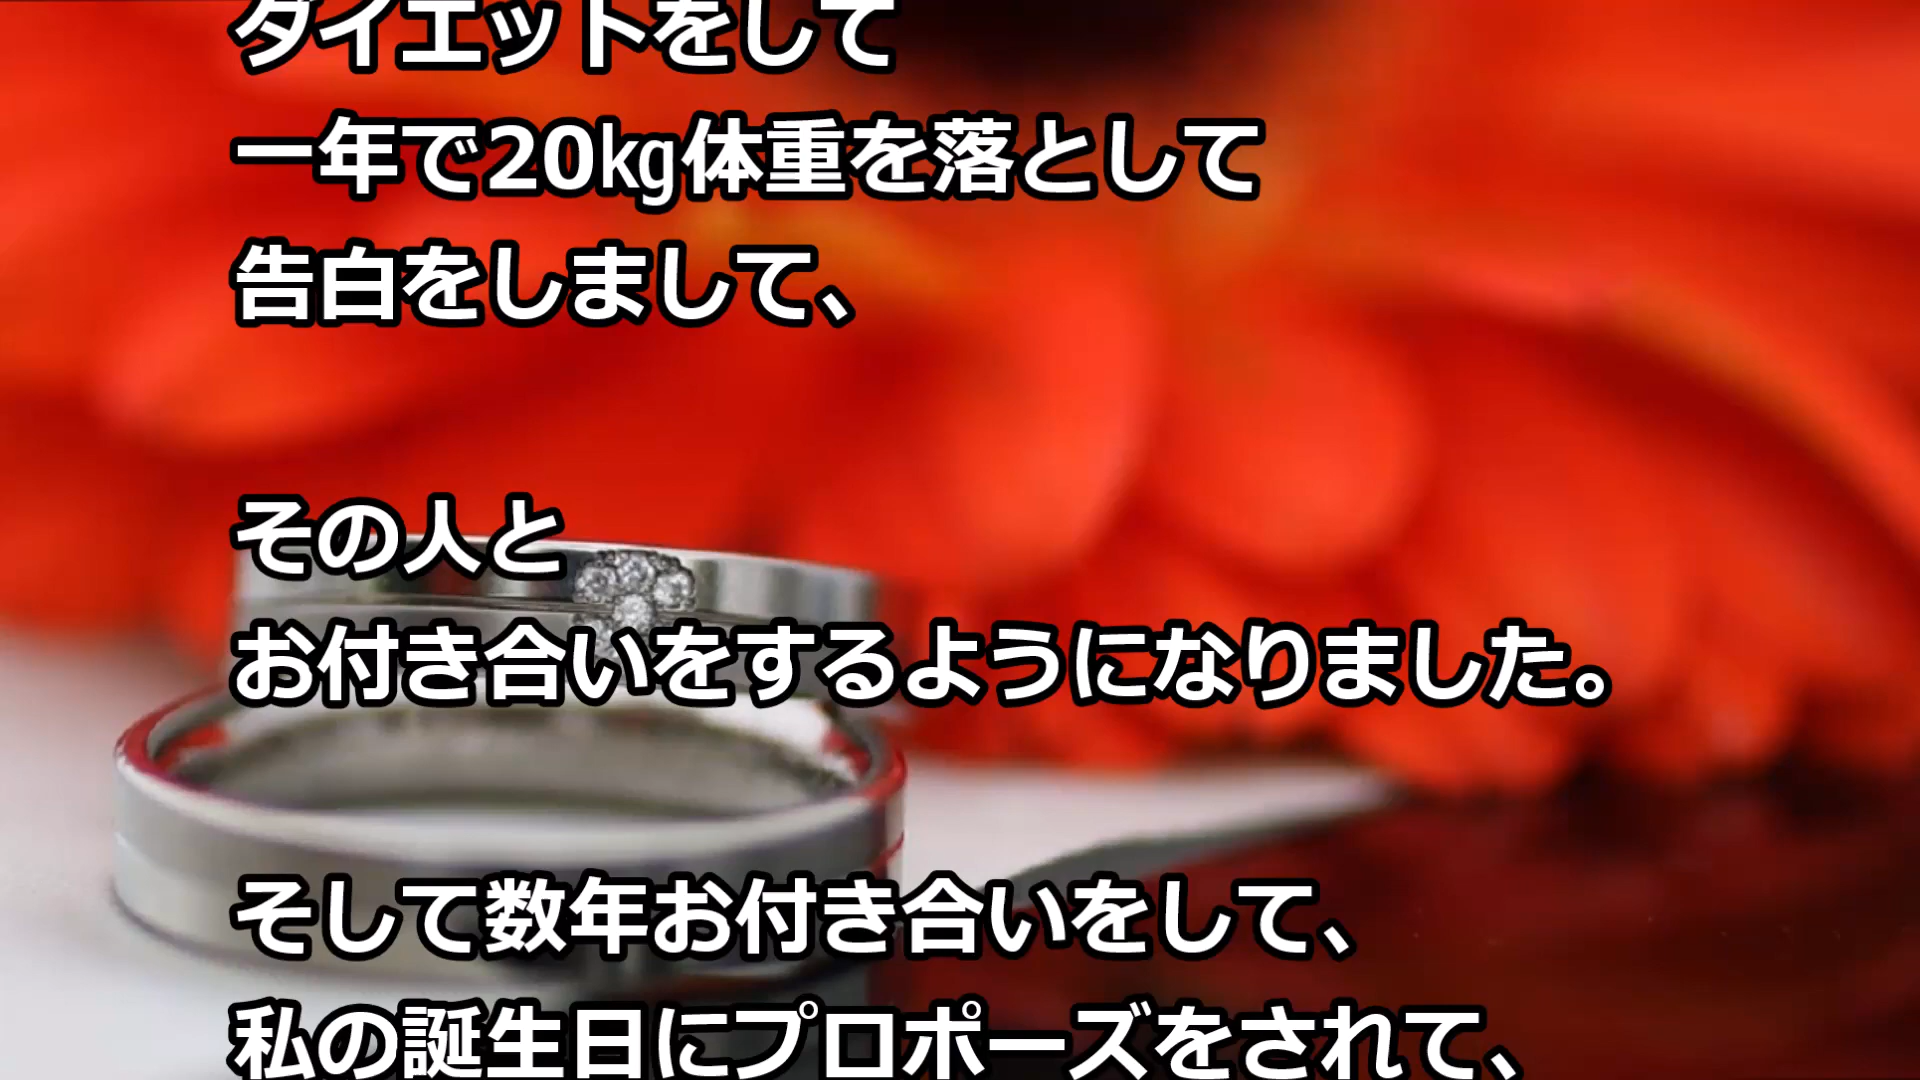 ダイエットをして
一年で20㎏体重を落として
告白をしまして、
その人と
お付き合いをするようになりました。
そして数年お付き合いをして、
私の誕生日にプロポーズをされて、